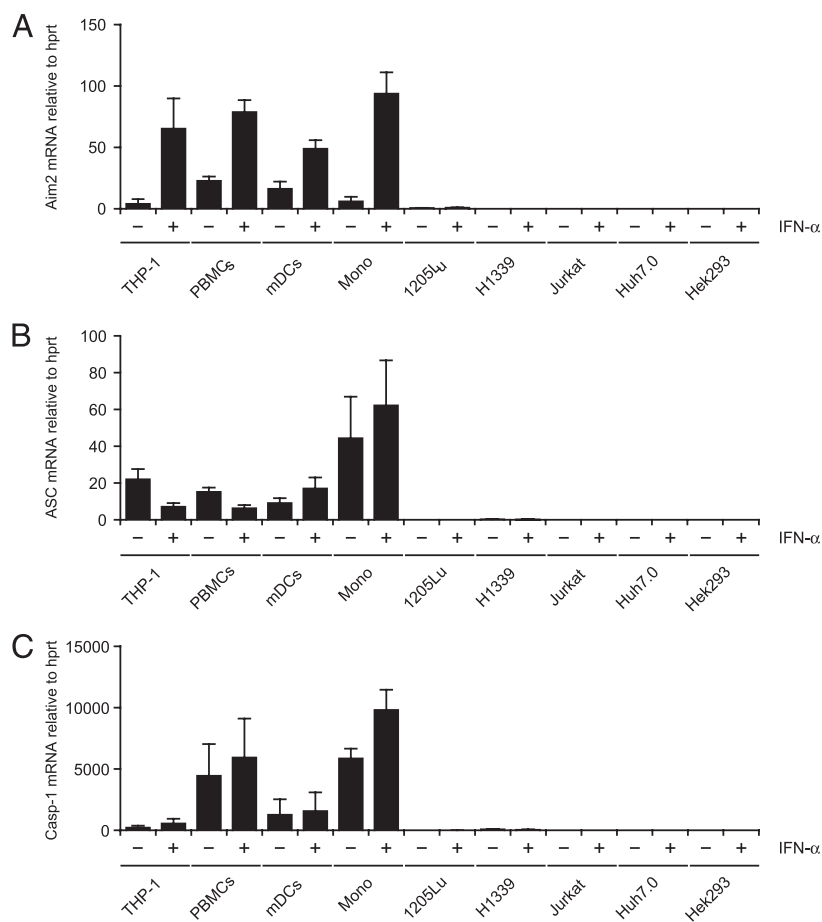 A
Aim2 mRNA relative to hprt
150
100
50
0
– + – + – + – + – + – + – + – + – + IFN-α
THP-1 PBMCs mDCs Mono 1205Lu H1339 Jurkat Huh7.0 Hek293
B
ASC mRNA relative to hprt
100
80
60
40
20
0
– + – + – + – + – + – + – + – + – + IFN-α
THP-1 PBMCs mDCs Mono 1205Lu H1339 Jurkat Huh7.0 Hek293
C
Casp-1 mRNA relative to hprt
15000
10000
5000
0
– + – + – + – + – + – + – + – + – + IFN-α
THP-1 PBMCs mDCs Mono 1205Lu H1339 Jurkat Huh7.0 Hek293